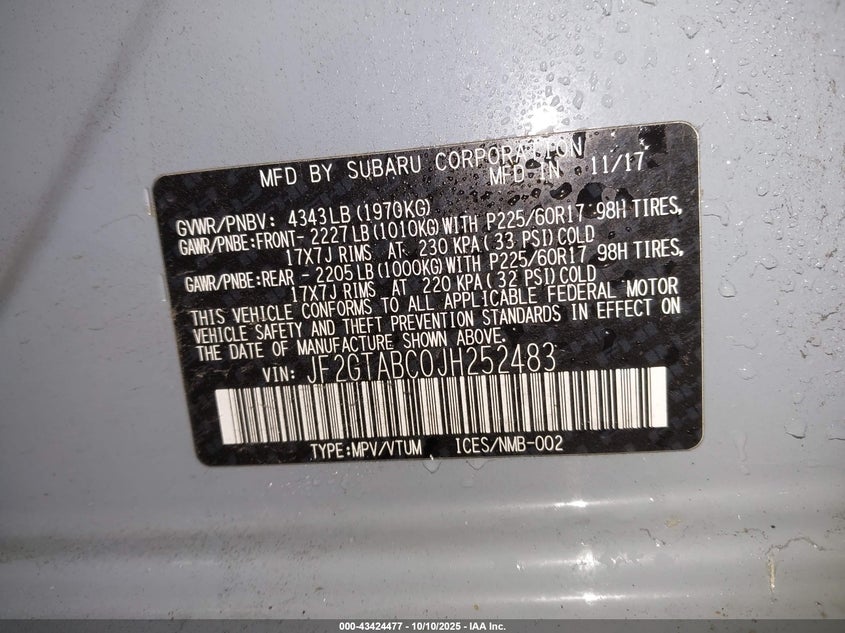 MFD BY SUBARU CORPORATION
MFD IN 11/17
GVWR/PNBV: 4343LB(1970KG)
GAWR/PNBE:FRONT- 2227LB(1010KG)WITH P225/60R17 98H TIRES,
17X7J RIMS AT 230 KPA(33 PSI)COLD
GAWR/PNBE:REAR - 2205LB(1000KG)WITH P225/60R17 98H TIRES,
17X7J RIMS AT 220 KPA(32 PSI)COLD
THIS VEHICLE CONFORMS TO ALL APPLICABLE FEDERAL MOTOR
VEHICLE SAFETY AND THEFT PREVENTION STANDARDS IN EFFECT ON
THE DATE OF MANUFACTURE SHOWN ABOVE.
VIN: JF2GTABC0JH252483
TYPE:MPV/VTUM ICES/NMB-002
000-43424477 - 10/10/2025 - IAA Inc.